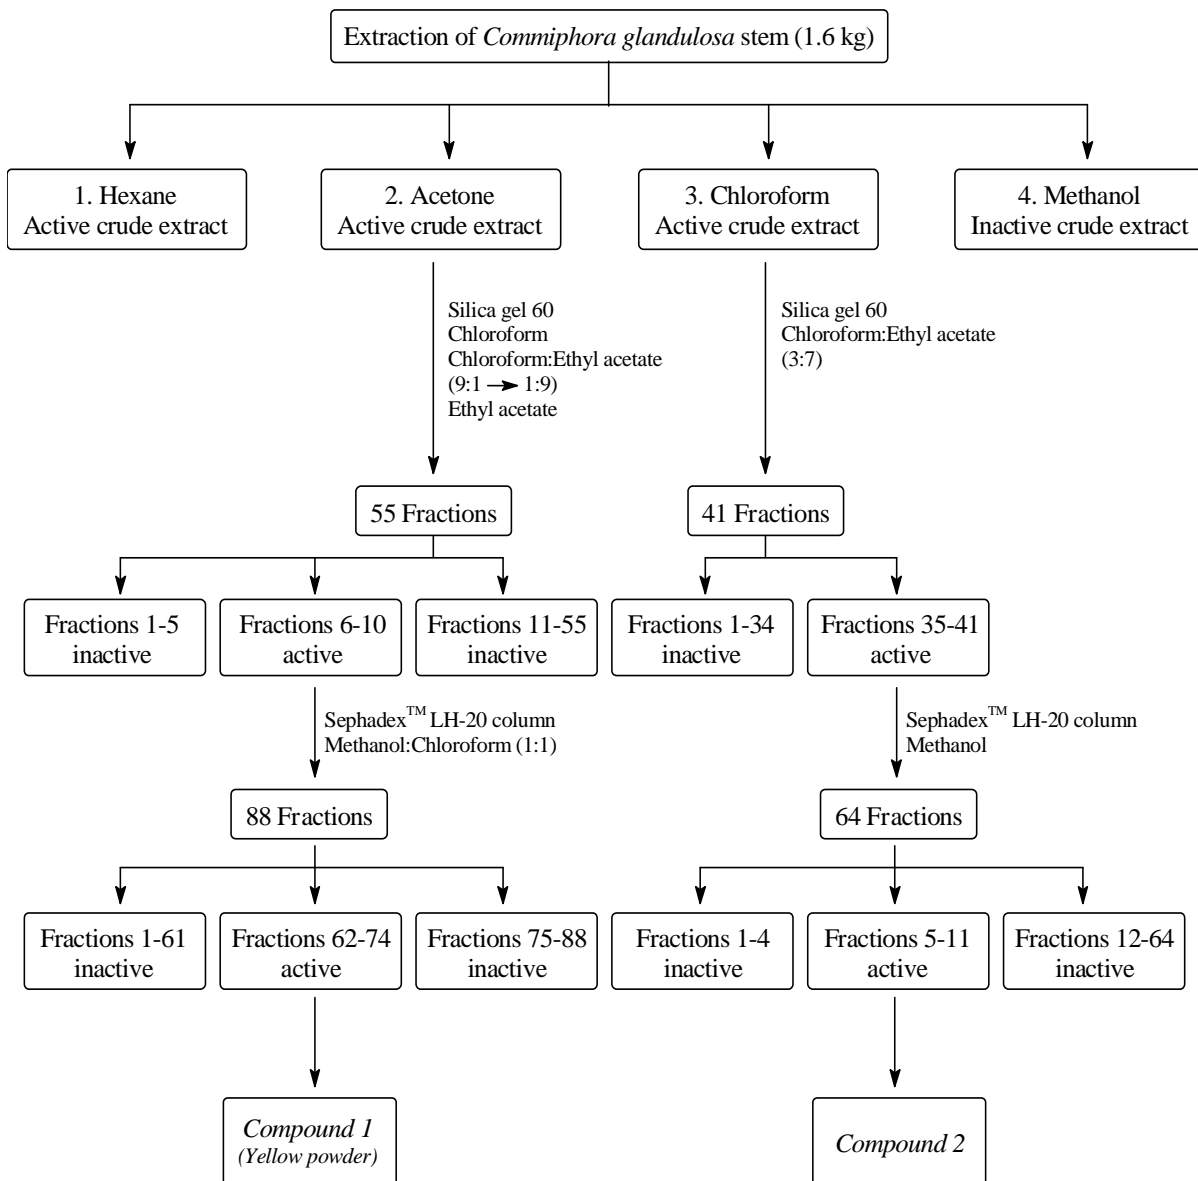 Extraction of Commiphora glandulosa stem (1.6 kg)
1. Hexane
Active crude extract
2. Acetone
Active crude extract
3. Chloroform
Active crude extract
4. Methanol
Inactive crude extract
Silica gel 60
Chloroform
Chloroform:Ethyl acetate
(9:1 → 1:9)
Ethyl acetate
Silica gel 60
Chloroform:Ethyl acetate
(3:7)
55 Fractions
41 Fractions
Fractions 1-5
inactive
Fractions 6-10
active
Fractions 11-55
inactive
Fractions 1-34
inactive
Fractions 35-41
active
Sephadex™ LH-20 column
Methanol:Chloroform (1:1)
Sephadex™ LH-20 column
Methanol
88 Fractions
64 Fractions
Fractions 1-61
inactive
Fractions 62-74
active
Fractions 75-88
inactive
Fractions 1-4
inactive
Fractions 5-11
active
Fractions 12-64
inactive
Compound 1
(Yellow powder)
Compound 2